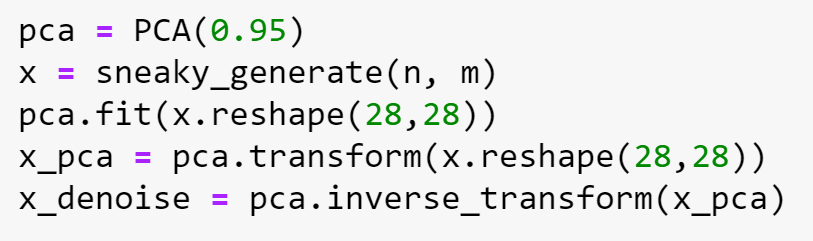 pca = PCA(0.95)
x = sneaky_generate(n, m)
pca.fit(x.reshape(28,28))
x_pca = pca.transform(x.reshape(28,28))
x_denoise = pca.inverse_transform(x_pca)